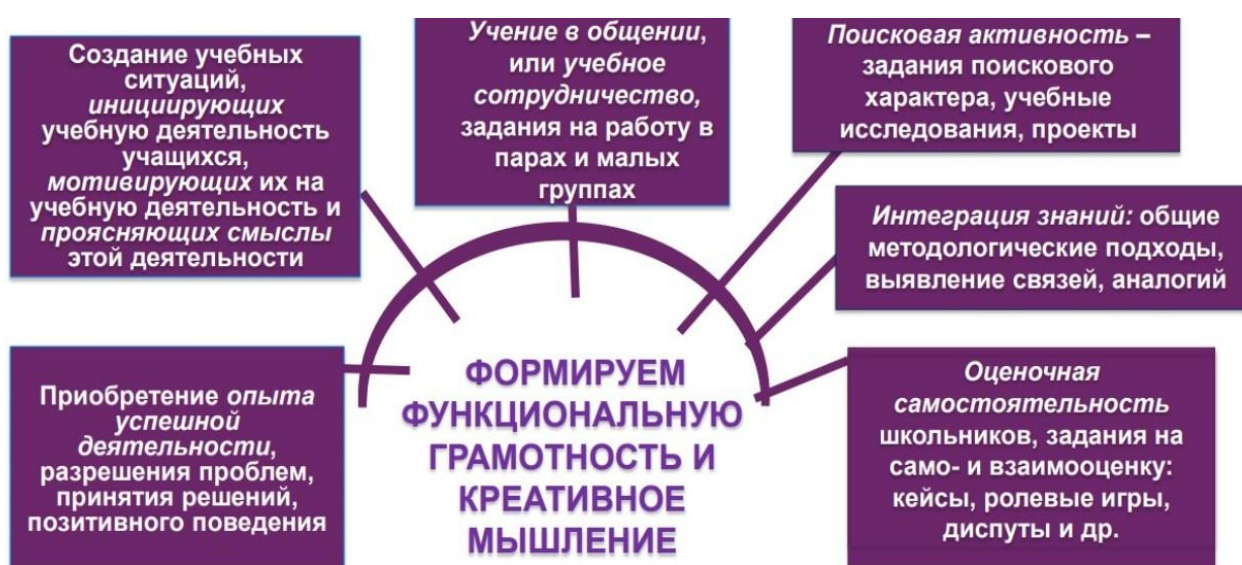 Создание учебных
ситуаций,
инициирующих
учебную деятельность
учащихся,
мотивирующих их на
учебную деятельность и
проясняющих смыслы
этой деятельности
Учение в общении,
или учебное
сотрудничество,
задания на работу в
парах и малых
группах
Поисковая активность –
задания поискового
характера, учебные
исследования, проекты
Интеграция знаний: общие
методологические подходы,
выявление связей, аналогий
Приобретение опыта
успешной
деятельности,
разрешения проблем,
принятия решений,
позитивного поведения
ФОРМИРУЕМ
ФУНКЦИОНАЛЬНУЮ
ГРАМОТНОСТЬ И
КРЕАТИВНОЕ
МЫШЛЕНИЕ
Оценочная
самостоятельность
школьников, задания на
само- и взаимооценку:
кейсы, ролевые игры,
диспуты и др.